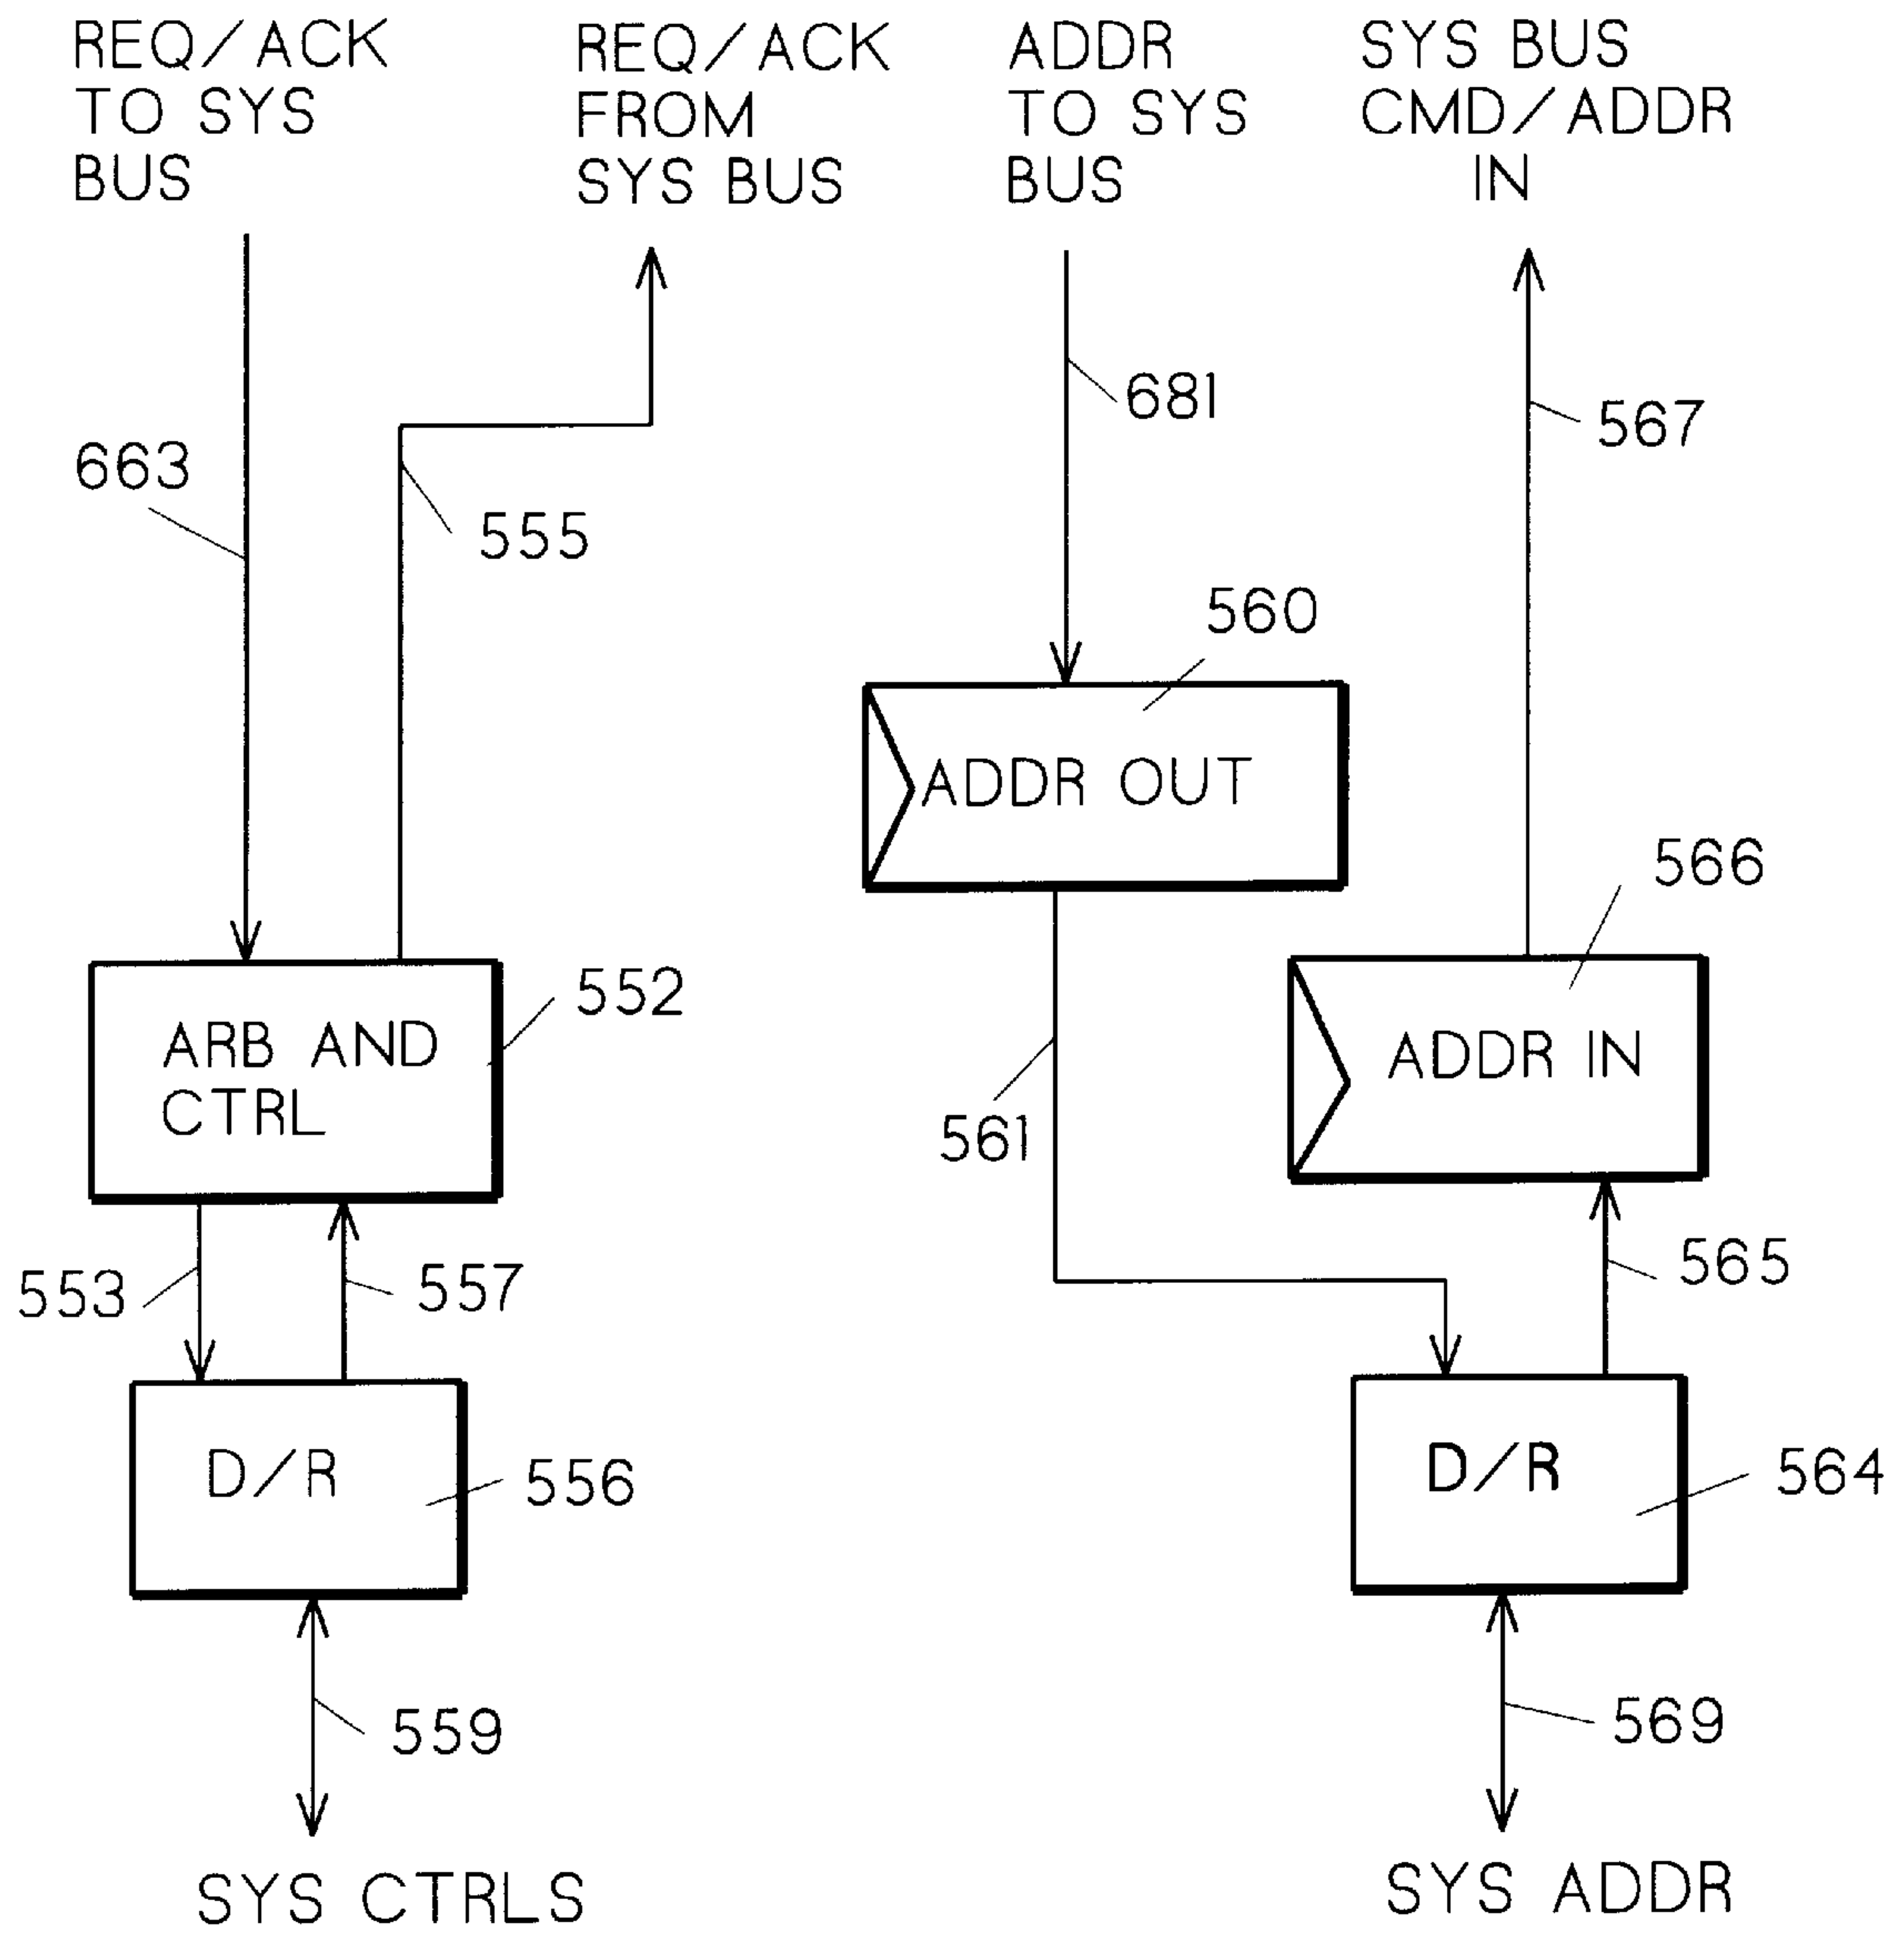 REQ/ACK
TO SYS
BUS
REQ/ACK
FROM
SYS BUS
ADDR
TO SYS
BUS
SYS BUS
CMD/ADDR
IN
681
567
663
555
560
ADDR OUT
566
552
ARB AND
CTRL
ADDR IN
561
553
557
565
D/R
556
D/R
564
559
569
SYS CTRLS
SYS ADDR